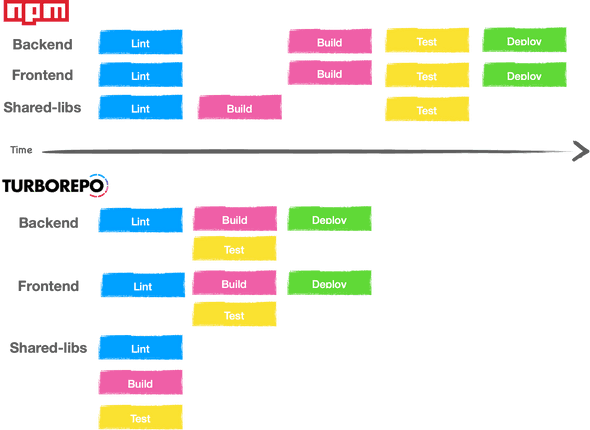 npm
Backend Lint Build Test Deploy
Frontend Lint Build Test Deploy
Shared-libs Lint Build Test
Time
TURBOREPO
Backend Lint Build Deploy
Test
Frontend Lint Build Deploy
Test
Shared-libs Lint
Build
Test